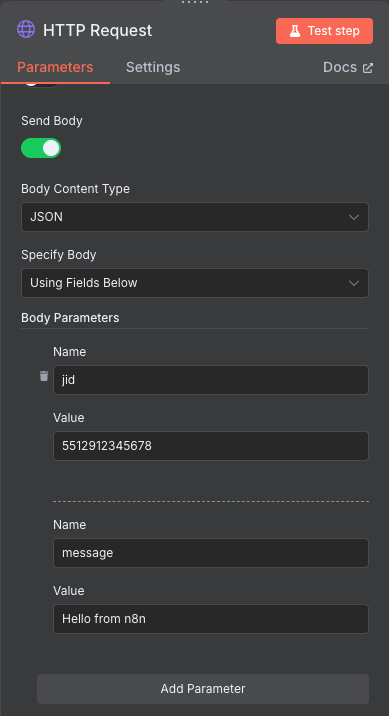 HTTP Request
Test step
Parameters
Settings
Docs
Send Body
Body Content Type
JSON
Specify Body
Using Fields Below
Body Parameters
Name
jid
Value
5512912345678
Name
message
Value
Hello from n8n
Add Parameter